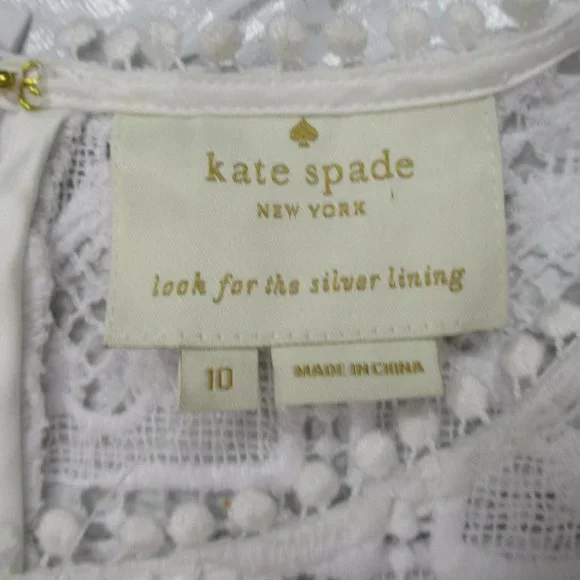 kate spade
NEW YORK
look for the silver lining
10
MADE IN CHINA